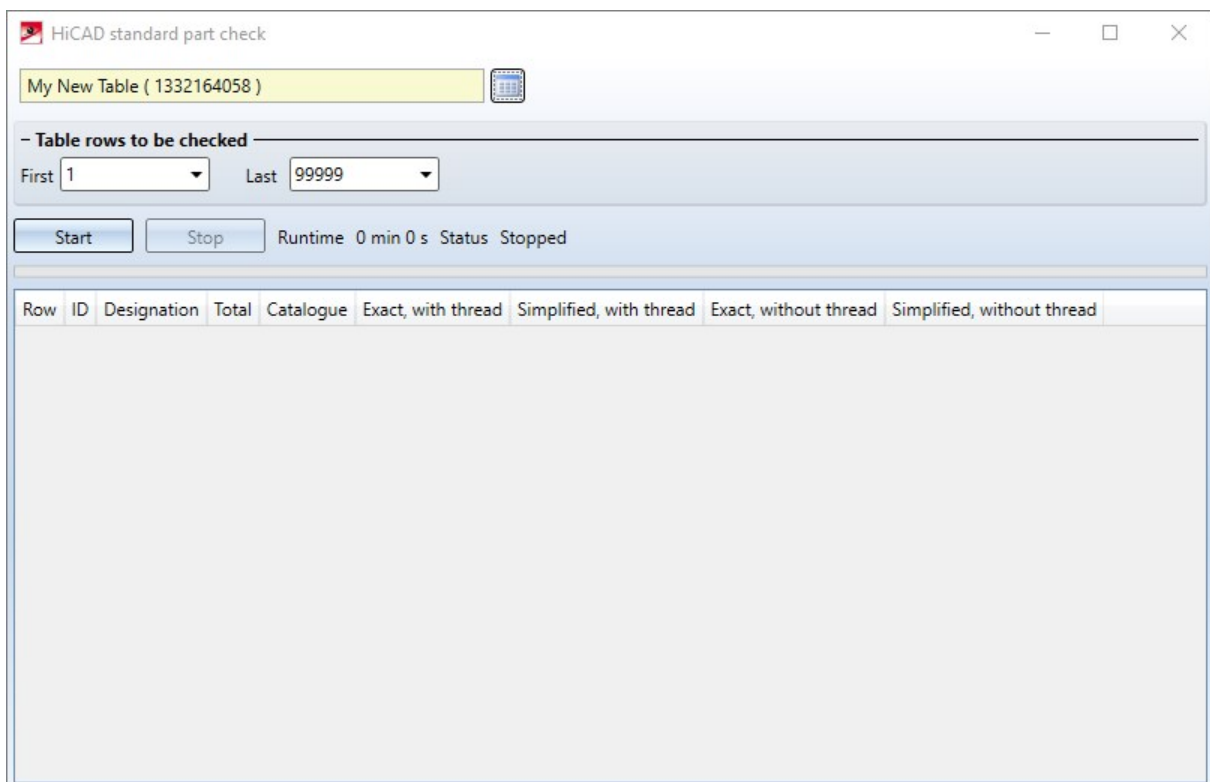 HiCAD standard part check
My New Table ( 1332164058 )
Table rows to be checked
First 1 Last 99999
Start Stop Runtime 0 min 0 s Status Stopped
Row ID Designation Total Catalogue Exact, with thread Simplified, with thread Exact, without thread Simplified, without thread